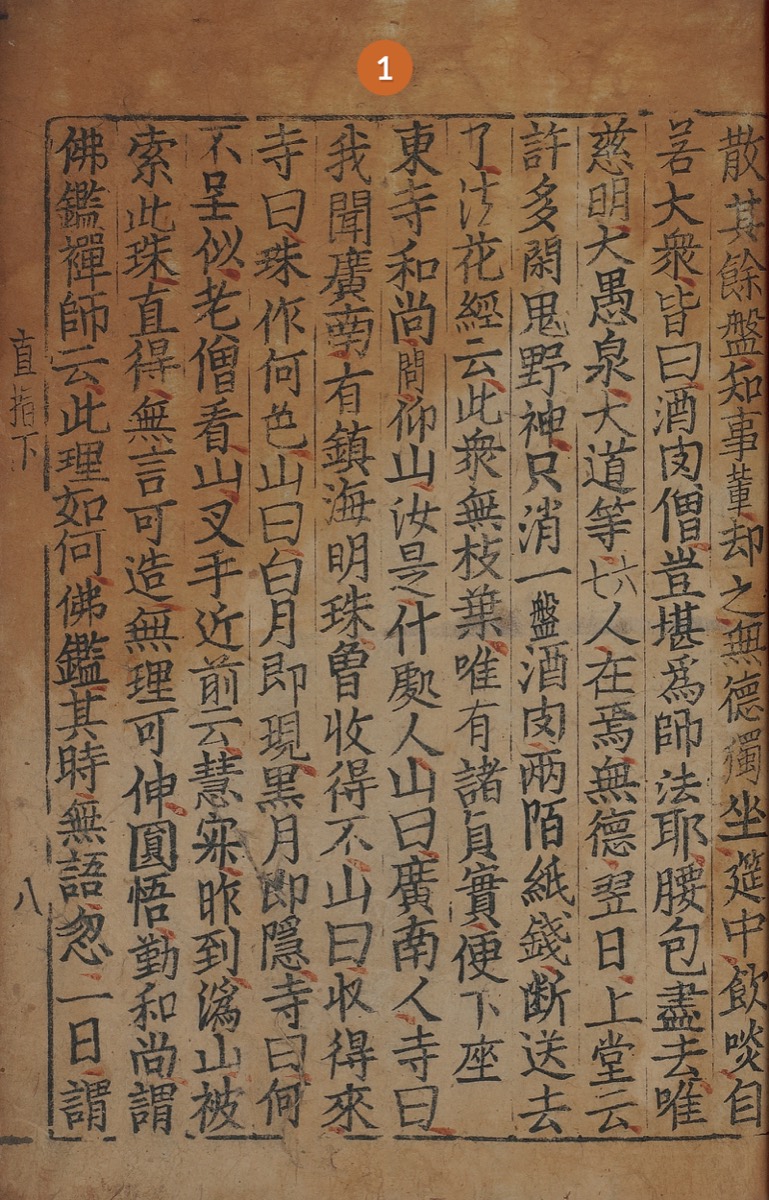 1
散其餘盤知事輩却之無德獨坐筵中飮啖自
若大衆皆曰酒肉僧豈堪爲師法耶腰包盡去唯
慈明大愚泉大道等六七人在焉無德翌日上堂云
許多閑鬼野神只消一盤酒肉兩陌紙錢斷送去
了法花經云此衆無枝葉唯有諸貞實便下座
東寺和尙問仰山汝是什處人山曰廣南人寺曰
我聞廣南有鎭海明珠曾收得不山曰收得來
寺曰珠作何色山曰白月即現黑月即隱寺曰何
不呈似老僧看山叉手近前云慧寂昨到潙山被
索此珠直得無言可造無理可伸圓悟勤和尙謂
佛鑑禪師云此理如何佛鑑其時無語忽一日謂
直指下
八